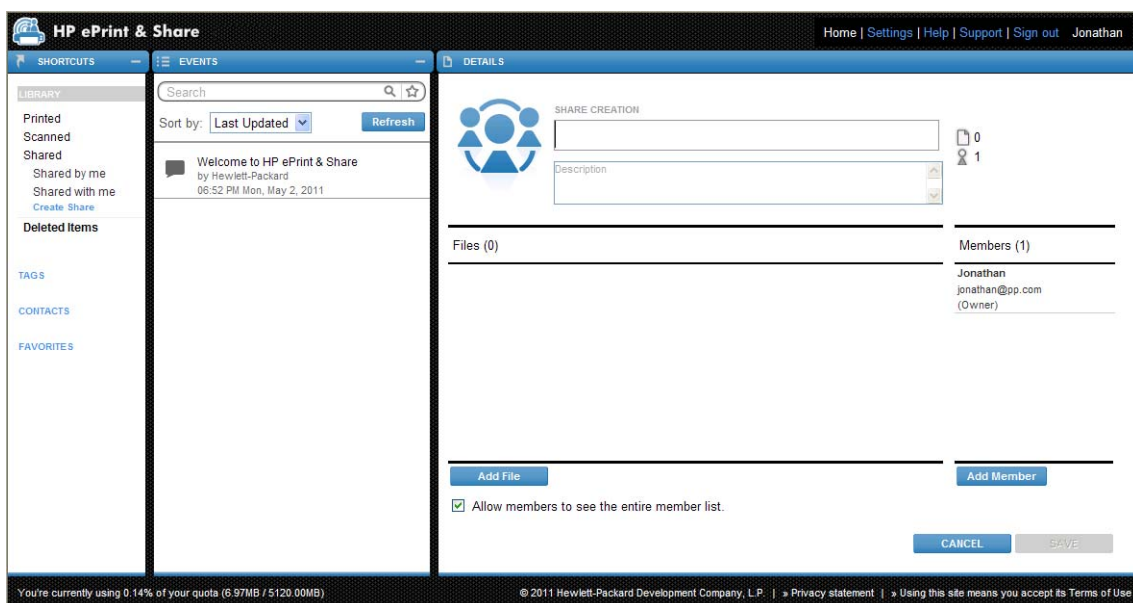 HP ePrint & Share
Home | Settings | Help | Support | Sign out Jonathan
SHORTCUTS
LIBRARY
Printed
Scanned
Shared
Shared by me
Shared with me
Create Share
Deleted Items
TAGS
CONTACTS
FAVORITES
EVENTS
Search
Sort by: Last Updated Refresh
Welcome to HP ePrint & Share
by Hewlett-Packard
06:52 PM Mon, May 2, 2011
DETAILS
SHARE CREATION
Description
0
1
Files (0)
Members (1)
Jonathan
jonathan@pp.com
(Owner)
Add File
Add Member
Allow members to see the entire member list.
CANCEL SAVE
You're currently using 0.14% of your quota (6.97MB / 5120.00MB)
© 2011 Hewlett-Packard Development Company, L.P. | » Privacy statement | » Using this site means you accept its Terms of Use